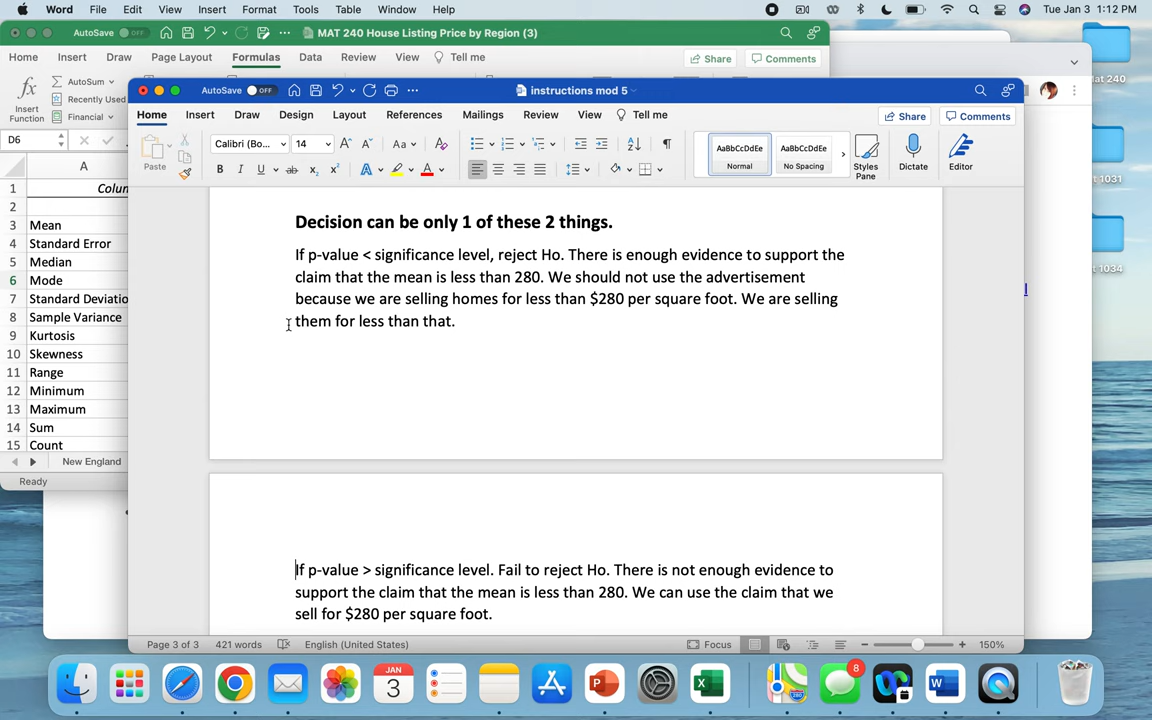 Word File Edit View Insert Format Tools Table Window Help Tue Jan 3 1:12 PM
AutoSave OFF MAT 240 House Listing Price by Region (3)
Home Insert Draw Page Layout Formulas Data Review View Tell me Share Comments
Insert Function AutoSum
Recently Used
Financial
D6
A
1 Colum
2
3 Mean
4 Standard Error
5 Median
6 Mode
7 Standard Deviatio
8 Sample Variance
9 Kurtosis
10 Skewness
11 Range
12 Minimum
13 Maximum
14 Sum
15 Count
New England
Ready
AutoSave OFF instructions mod 5
Home Insert Draw Design Layout References Mailings Review View Tell me Share Comments
Paste Calibri (Bo... 14 AaBbCcDdEe Normal AaBbCcDdEe No Spacing Styles Pane Dictate Editor
Decision can be only 1 of these 2 things.
If p-value < significance level, reject Ho. There is enough evidence to support the
claim that the mean is less than 280. We should not use the advertisement
because we are selling homes for less than $280 per square foot. We are selling
them for less than that.
If p-value > significance level. Fail to reject Ho. There is not enough evidence to
support the claim that the mean is less than 280. We can use the claim that we
sell for $280 per square foot.
Page 3 of 3 421 words English (United States) Focus 150%
at 240
t 1031
t 1034
JAN
3
8